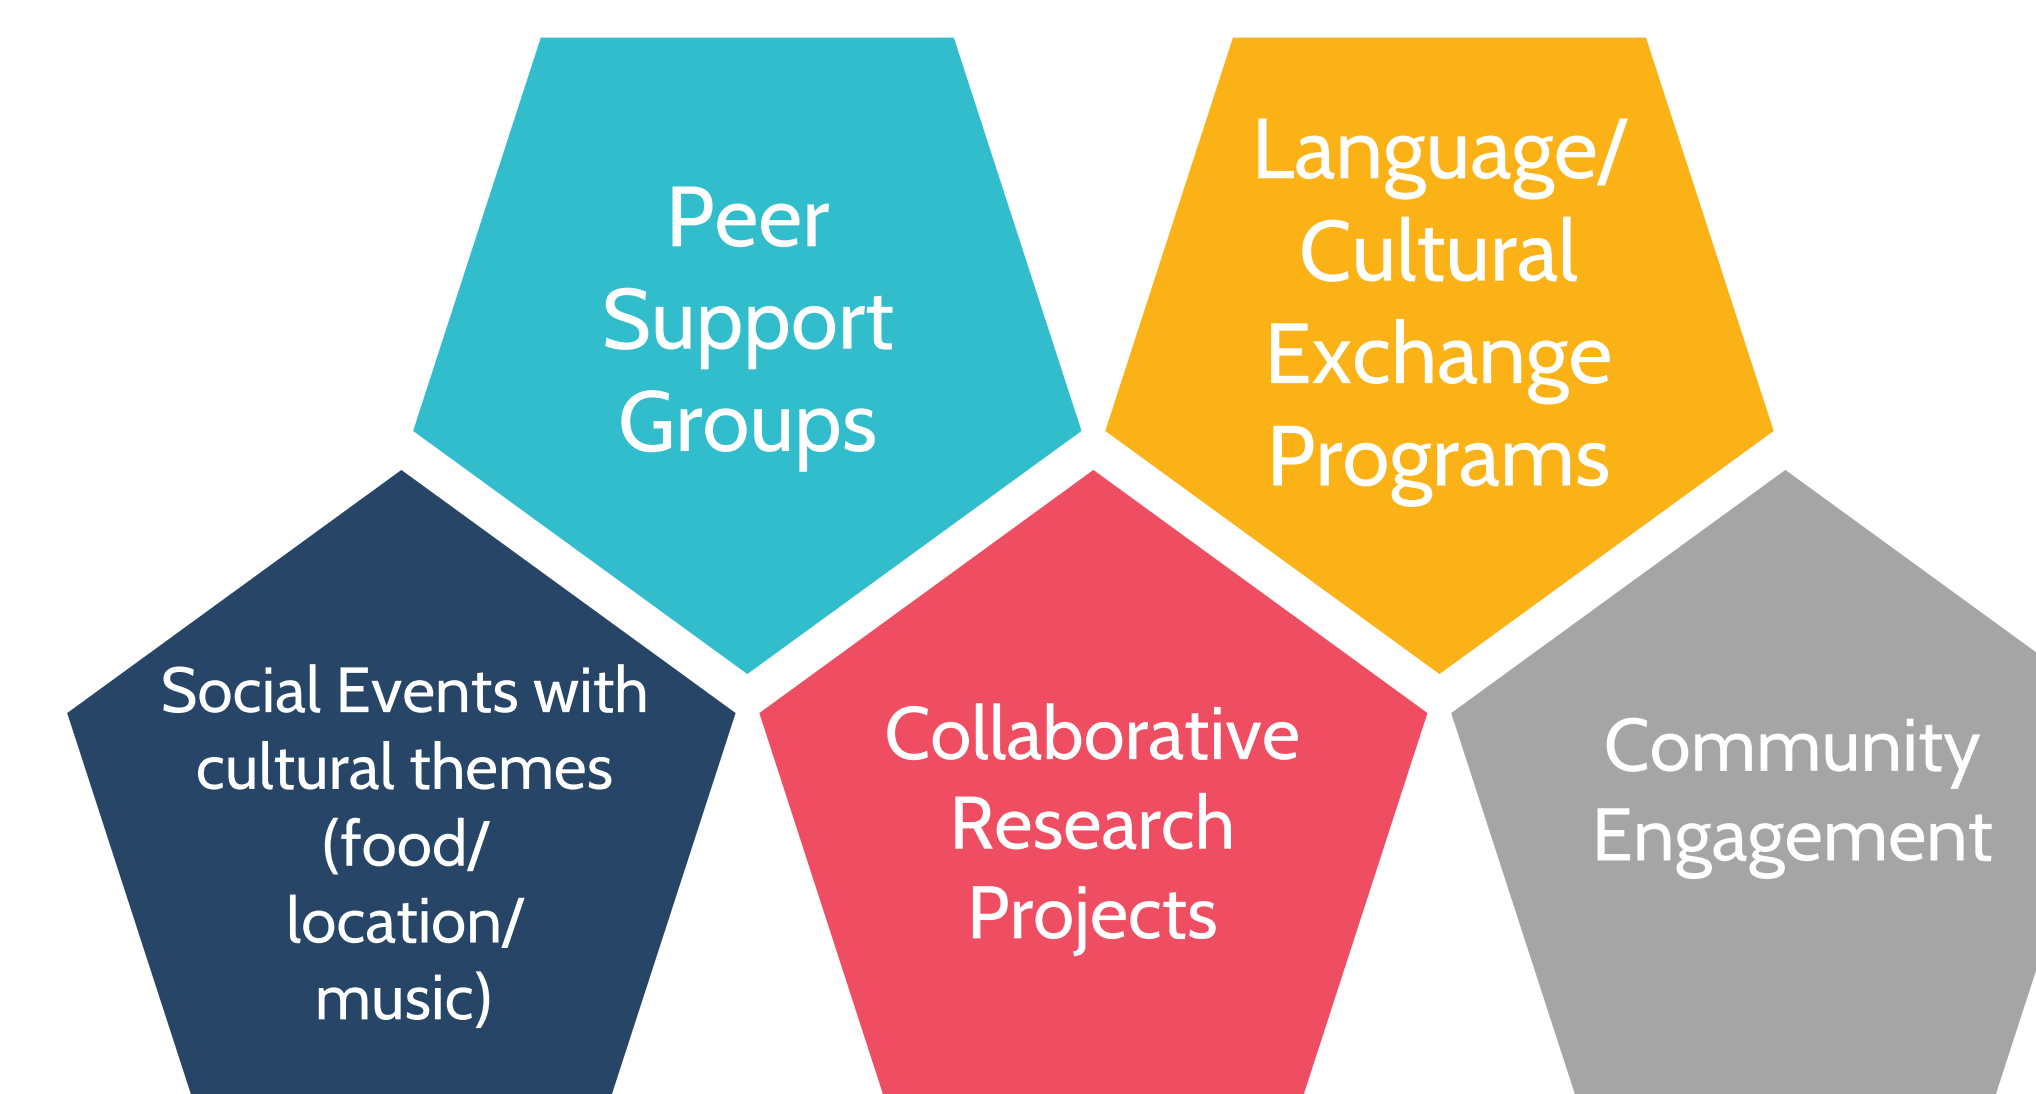 Peer
Support
Groups
Language/
Cultural
Exchange
Programs
Social Events with
cultural themes
(food/
location/
music)
Collaborative
Research
Projects
Community
Engagement